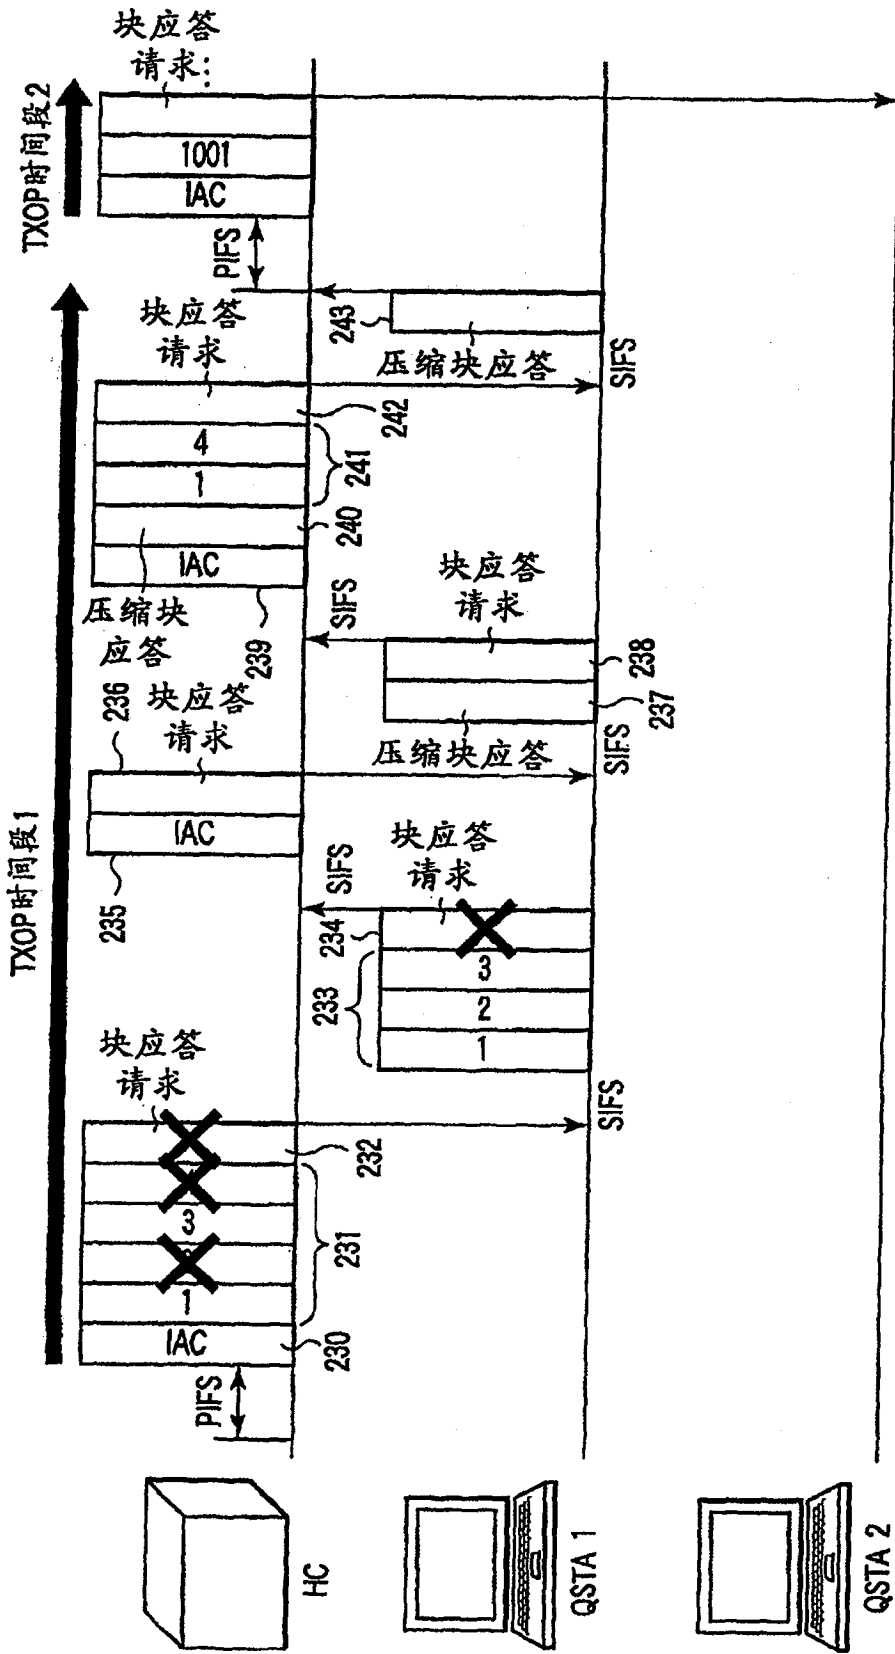 TXOP时间段1
TXOP时间段2
HC
PIFS
IAC
230
1
3
231
块应答
请求
232
SIFS
1
2
3
233
块应答
请求
234
SIFS
IAC
235
块应答
请求
236
SIFS
压缩块应答
237
块应答
请求
238
SIFS
IAC
239
压缩块
应答
240
1
4
241
块应答
请求
242
SIFS
压缩块应答
243
PIFS
IAC
1001
块应答
请求
QSTA 1
QSTA 2